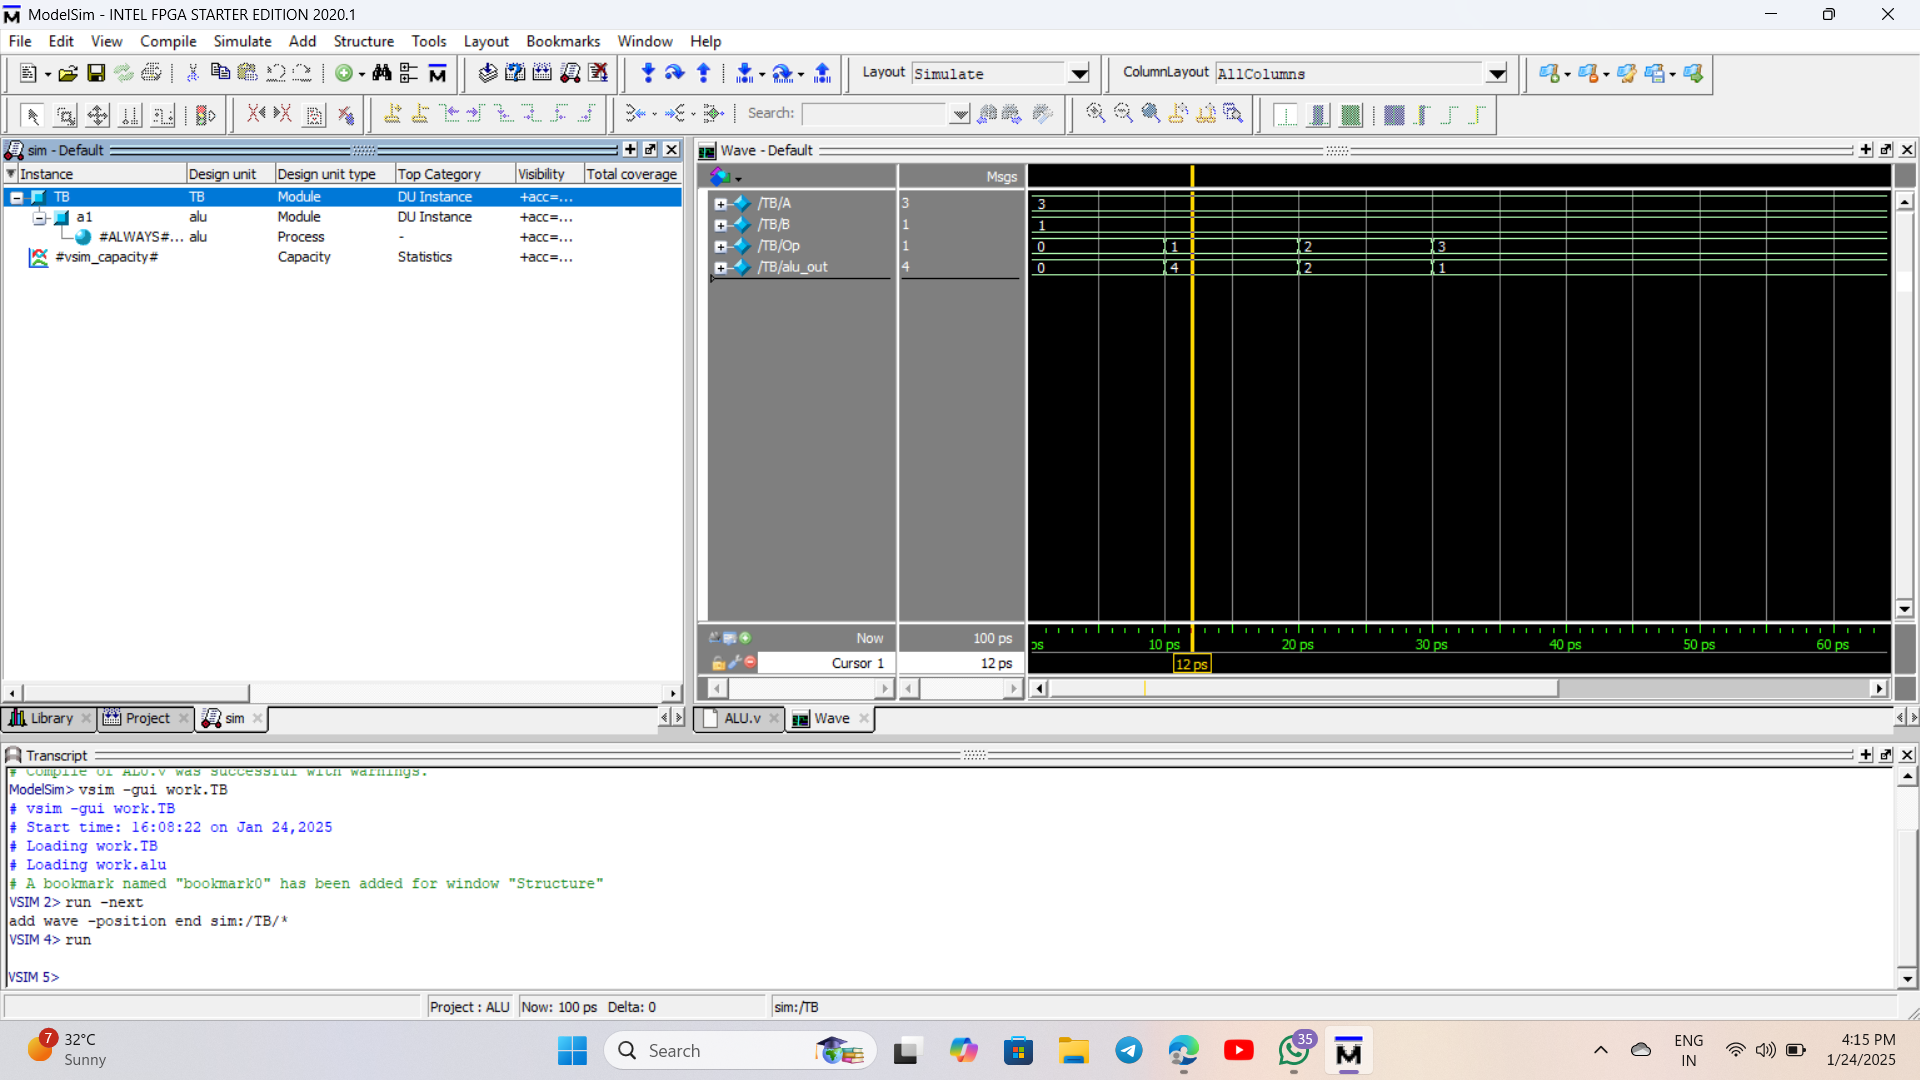 ModelSim - INTEL FPGA STARTER EDITION 2020.1
File Edit View Compile Simulate Add Structure Tools Layout Bookmarks Window Help
Layout Simulate ColumnLayout AllColumns
Search:
sim - Default
Instance Design unit Design unit type Top Category Visibility Total coverage
TB TB Module DU Instance +acc=...
a1 alu Module DU Instance +acc=...
#ALWAYS#... alu Process - +acc=...
#vsim_capacity# Capacity Statistics +acc=...
Library Project sim
Wave - Default
Msgs
/TB/A 3 3
/TB/B 1 1
/TB/Op 1 0 1 2 3
/TB/alu_out 4 0 4 2 1
Now 100 ps
ps 10 ps 20 ps 30 ps 40 ps 50 ps 60 ps
Cursor 1 12 ps 12 ps
ALU.v Wave
Transcript
# Compile of ALU.v was successful with warnings.
ModelSim> vsim -gui work.TB
# vsim -gui work.TB
# Start time: 16:08:22 on Jan 24,2025
# Loading work.TB
# Loading work.alu
# A bookmark named "bookmark0" has been added for window "Structure"
VSIM 2> run -next
add wave -position end sim:/TB/*
VSIM 4> run
VSIM 5>
Project : ALU Now: 100 ps Delta: 0 sim:/TB
7 32°C
Sunny
Search
35
ENG
IN
4:15 PM
1/24/2025